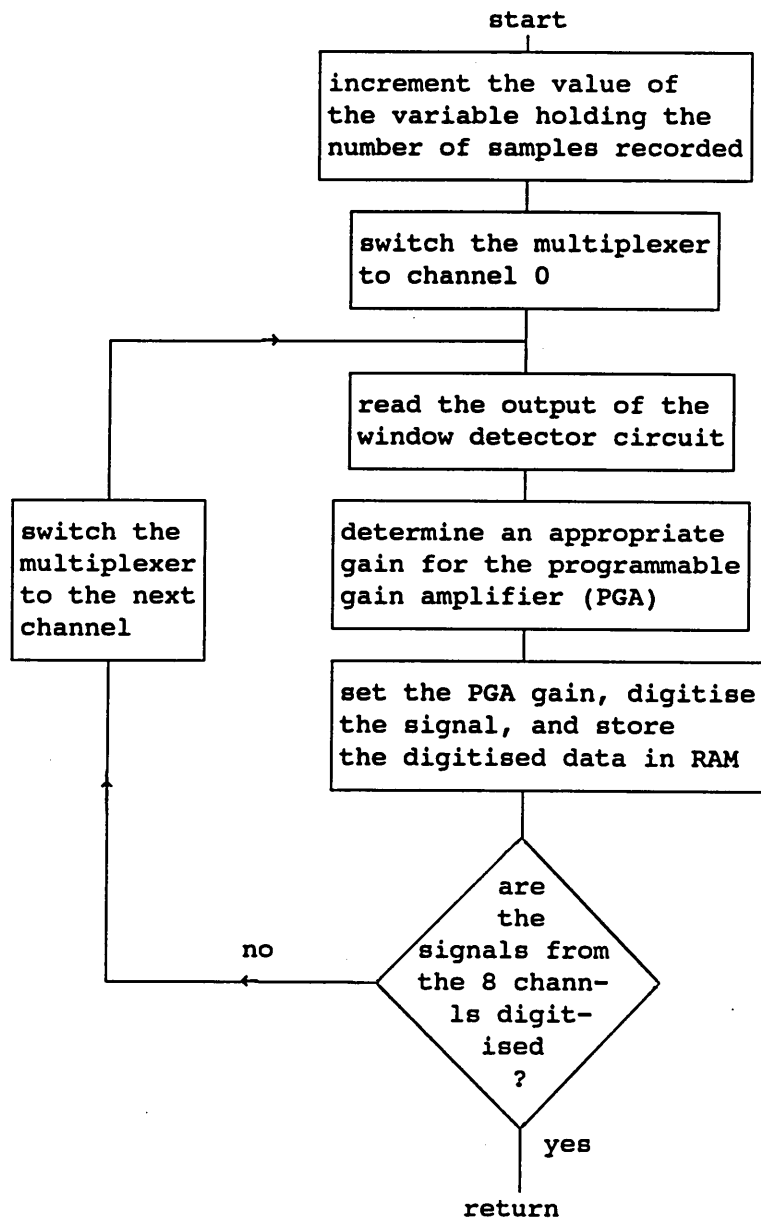 start
increment the value of
the variable holding the
number of samples recorded
switch the multiplexer
to channel 0
read the output of the
window detector circuit
switch the
multiplexer
to the next
channel
determine an appropriate
gain for the programmable
gain amplifier (PGA)
set the PGA gain, digitise
the signal, and store
the digitised data in RAM
are
the
signals from
the 8 chann-
ls digit-
ised
?
no
yes
return